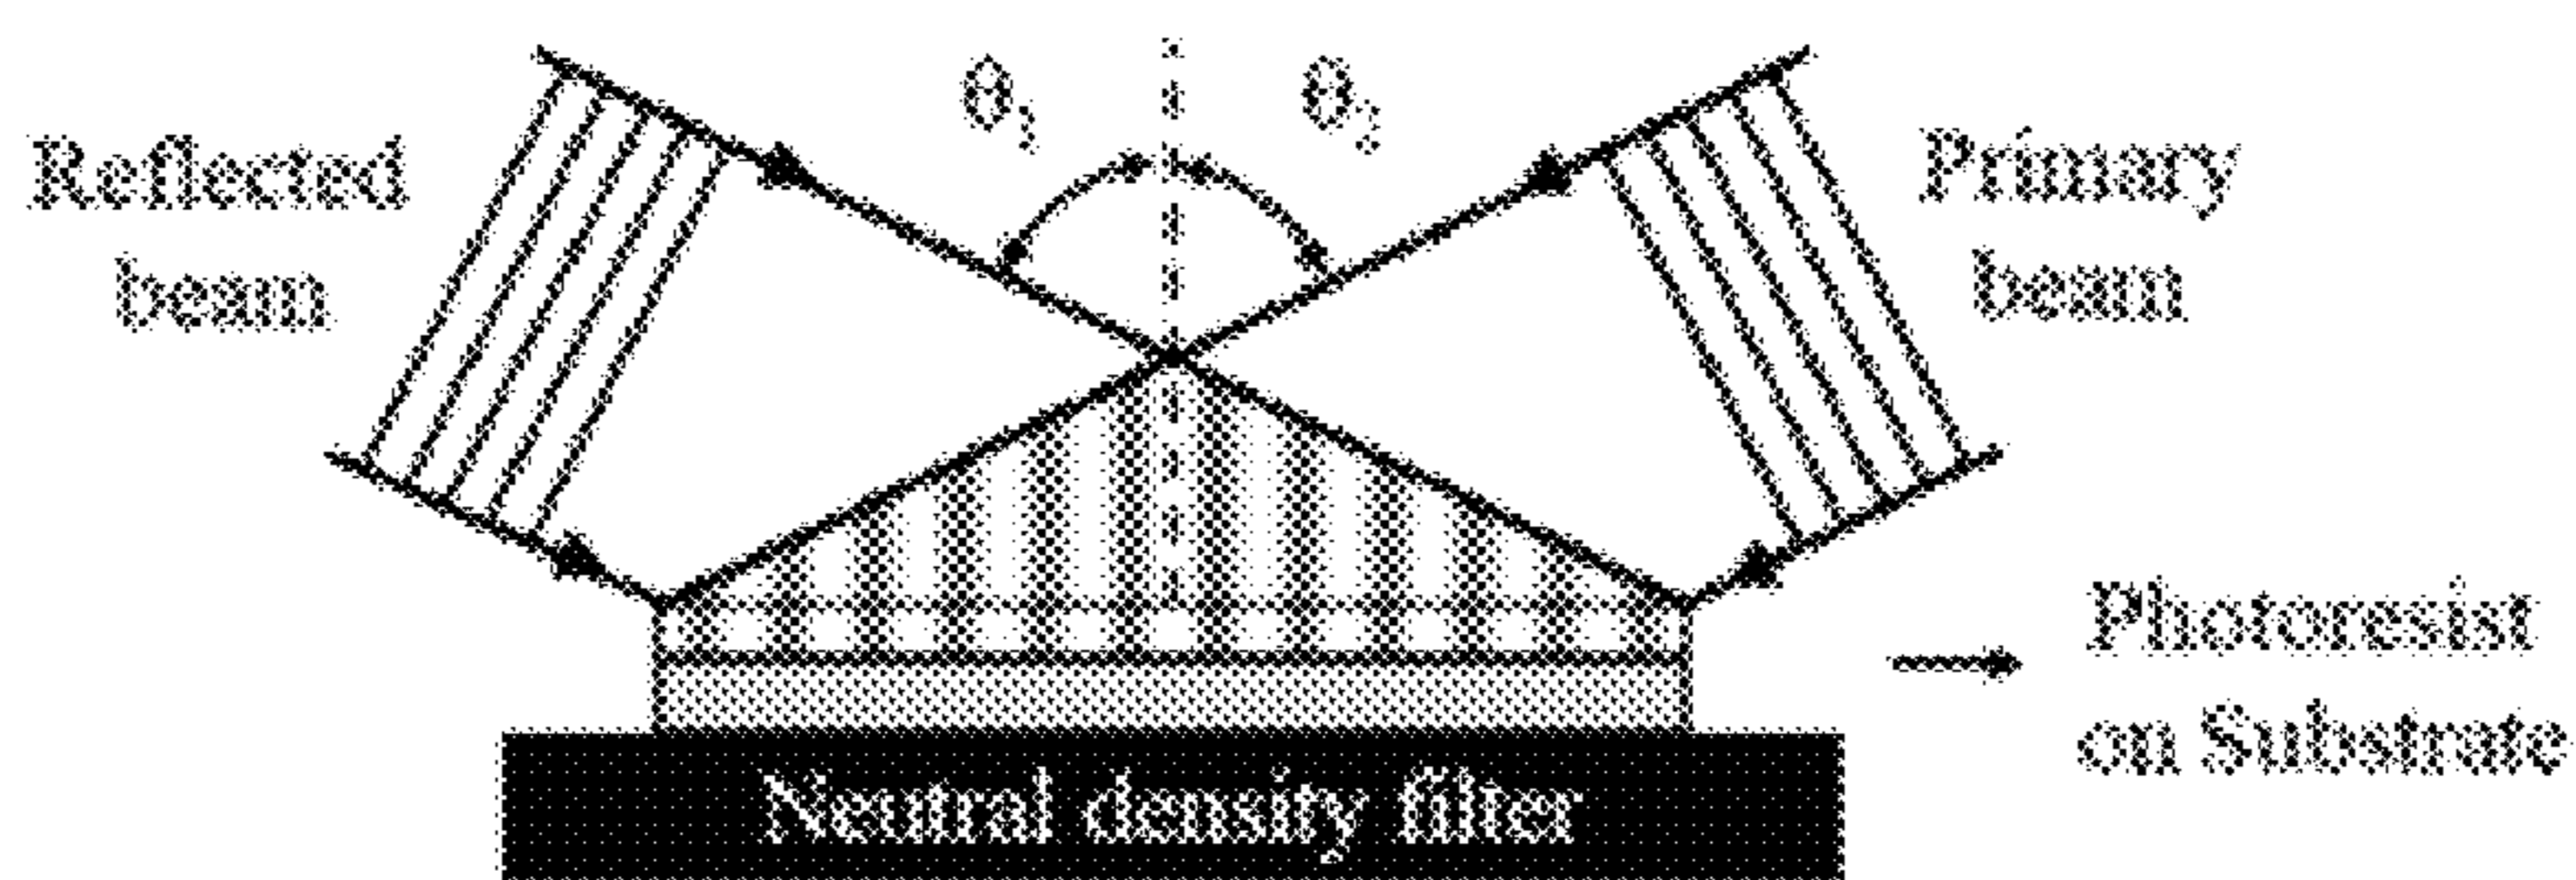 θ₁ θ₂
Reflected
beam
Primary
beam
Photoresist
on Substrate
Neutral density filter